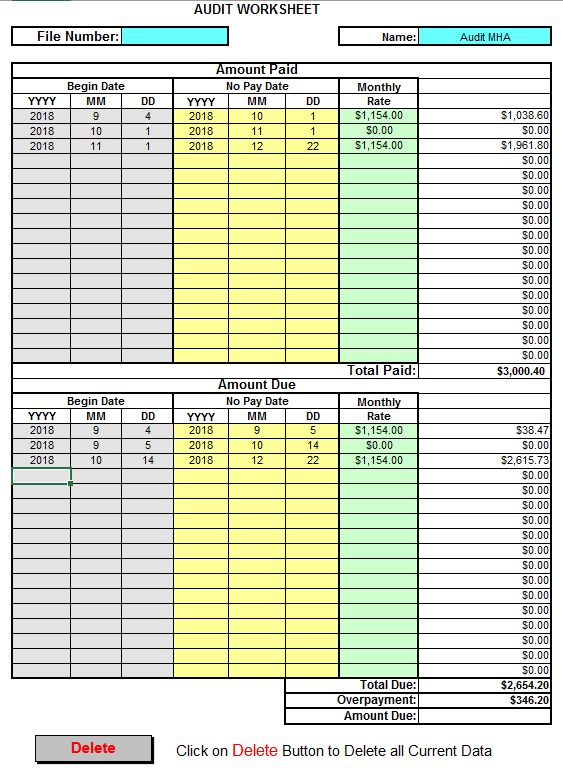 AUDIT WORKSHEET
File Number: Name: Audit MHA
Amount Paid
Begin Date No Pay Date Monthly
YYYY MM DD YYYY MM DD Rate
2018 9 4 2018 10 1 $1,154.00 $1,038.60
2018 10 1 2018 11 1 $0.00 $0.00
2018 11 1 2018 12 22 $1,154.00 $1,961.80
$0.00
$0.00
$0.00
$0.00
$0.00
$0.00
$0.00
$0.00
$0.00
$0.00
$0.00
$0.00
$0.00
$0.00
Total Paid: $3,000.40
Amount Due
Begin Date No Pay Date Monthly
YYYY MM DD YYYY MM DD Rate
2018 9 4 2018 9 5 $1,154.00 $38.47
2018 9 5 2018 10 14 $0.00 $0.00
2018 10 14 2018 12 22 $1,154.00 $2,615.73
$0.00
$0.00
$0.00
$0.00
$0.00
$0.00
$0.00
$0.00
$0.00
$0.00
$0.00
$0.00
$0.00
$0.00
Total Due: $2,654.20
Overpayment: $346.20
Amount Due:
Delete Click on Delete Button to Delete all Current Data